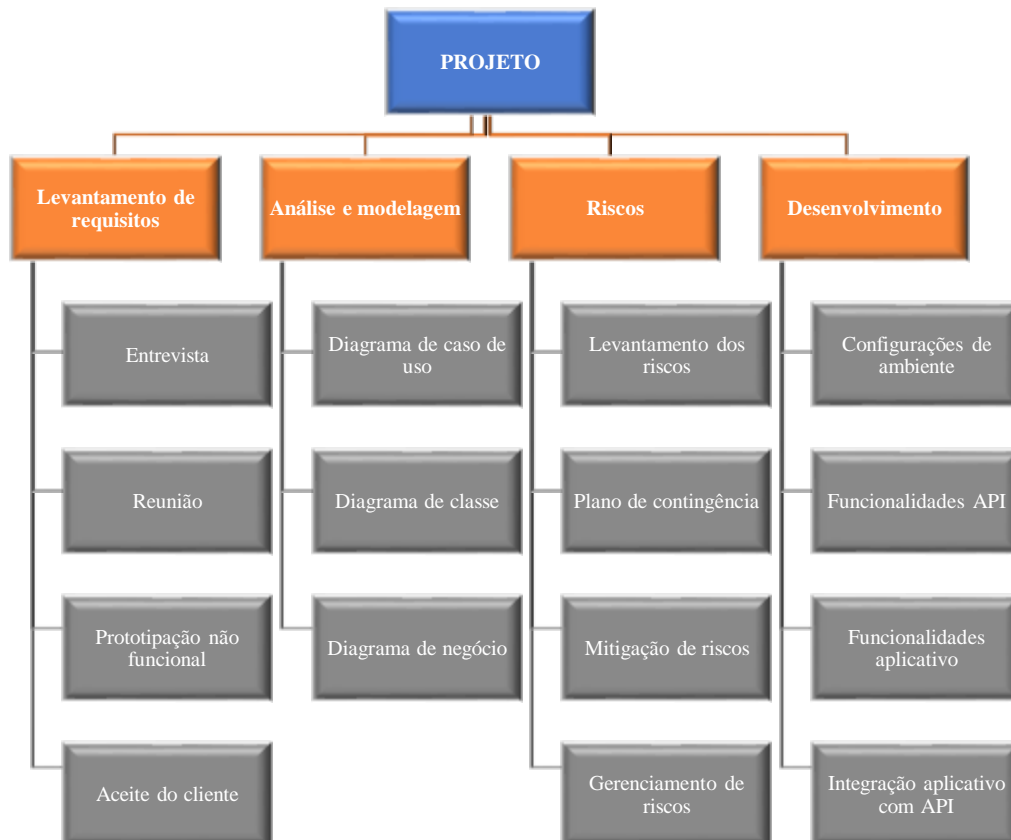 PROJETO
Levantamento de
requisitos
Análise e modelagem
Riscos
Desenvolvimento
Entrevista
Diagrama de caso de
uso
Levantamento dos
riscos
Configurações de
ambiente
Reunião
Diagrama de classe
Plano de contingência
Funcionalidades API
Prototipação não
funcional
Diagrama de negócio
Mitigação de riscos
Funcionalidades
aplicativo
Aceite do cliente
Gerenciamento de
riscos
Integração aplicativo
com API